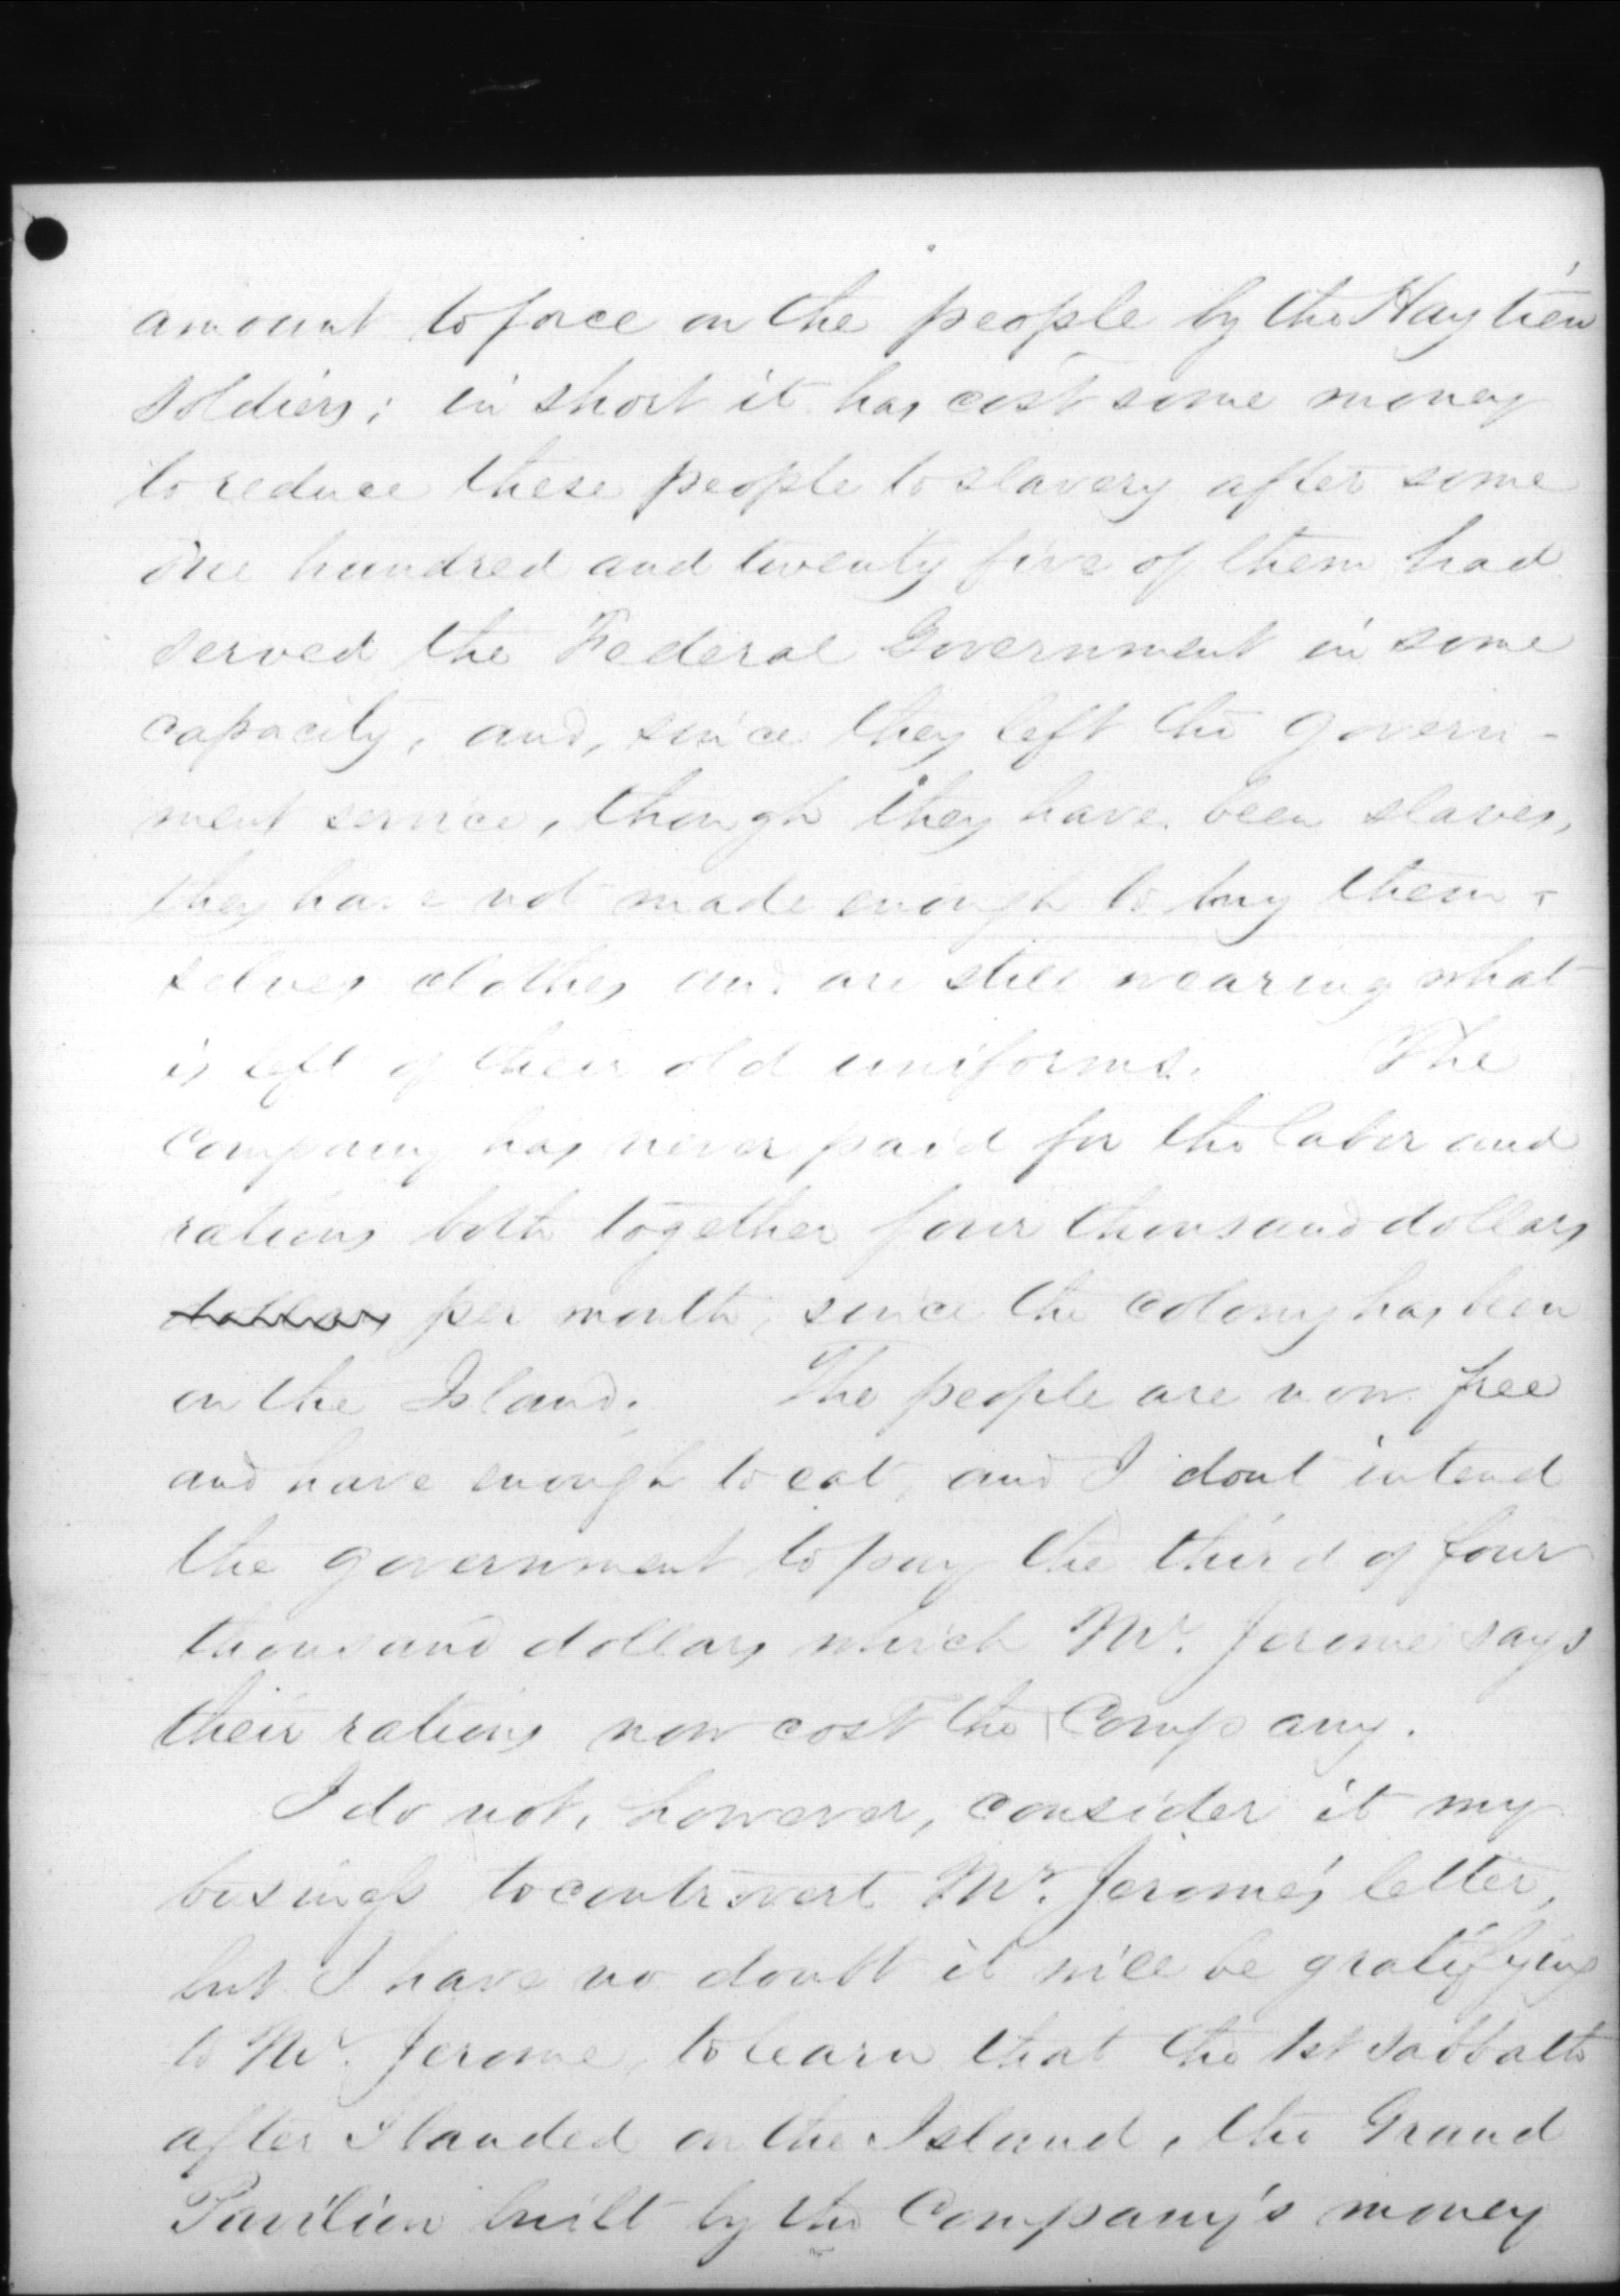 amount to force on the people by the Haytien
soldiers; in short it has cost some money
to reduce these people to slavery after some
one hundred and twenty five of them had
served the Federal Government in some
capacity, and, since they left the govern-
ment service, though they have been slaves,
they have not made enough to buy them-
selves clothes and are still wearing what
is left of their old uniforms. The
Company has never paid for the labor and
rations both together four thousand dollars
dollars per month, since the colony has been
on the Island. The people are now free
and have enough to eat, and I dont intend
the government to pay the third of four
thousand dollars which Mr. Jerome says
their rations now cost the Company.
I do not, however, consider it my
business to controvert Mr. Jerome's letter,
but I have no doubt it will be gratifying
to Mr. Jerome, to learn that the 1st Sabbath
after I landed on the Island, the Grand
Pavilion built by the Company's money